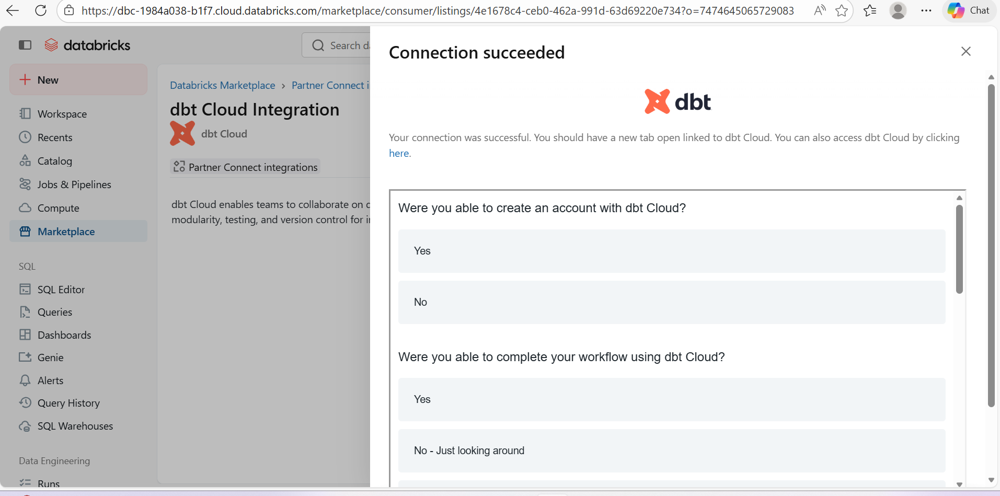 https://dbc-1984a038-b1f7.cloud.databricks.com/marketplace/consumer/listings/4e1678c4-ceb0-462a-991d-63d69220e734?o=7474645065729083
Chat
databricks
Search da
New
Workspace
Recents
Catalog
Jobs & Pipelines
Compute
Marketplace
SQL
SQL Editor
Queries
Dashboards
Genie
Alerts
Query History
SQL Warehouses
Data Engineering
Runs
Databricks Marketplace › Partner Connect i
dbt Cloud Integration
dbt Cloud
Partner Connect integrations
dbt Cloud enables teams to collaborate on d
modularity, testing, and version control for i
Connection succeeded
dbt
Your connection was successful. You should have a new tab open linked to dbt Cloud. You can also access dbt Cloud by clicking
here.
Were you able to create an account with dbt Cloud?
Yes
No
Were you able to complete your workflow using dbt Cloud?
Yes
No - Just looking around